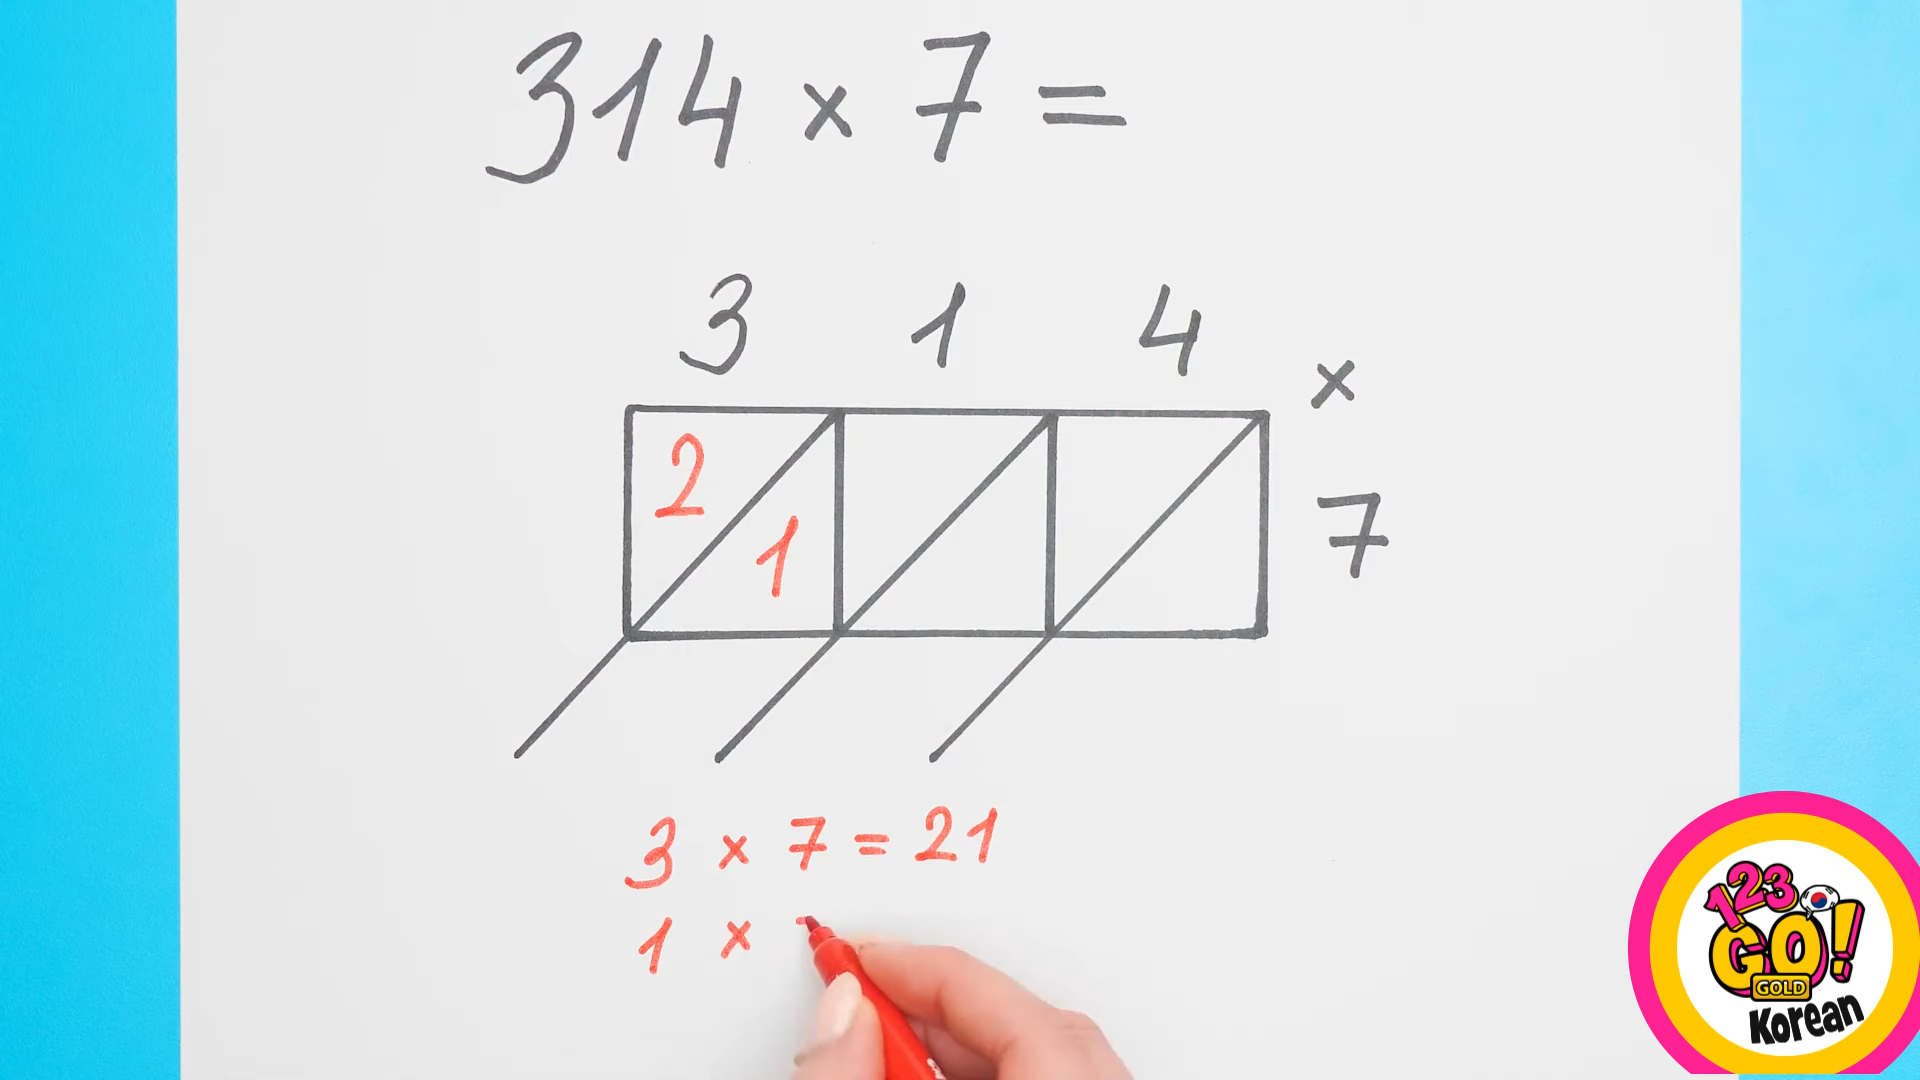 314 × 7 =
3 1 4 ×
7
2
1
3 × 7 = 21
1 ×
123
GO!
GOLD
Korean